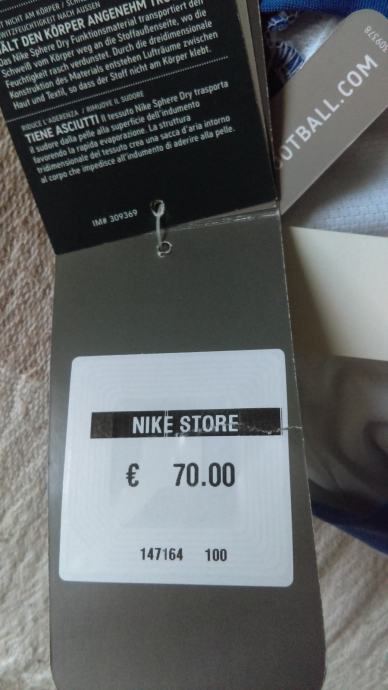 HÄLT DEN KÖRPER ANGENEHM
Das Nike Sphere Dry Funktionsmaterial transportiert den
Schweiß vom Körper weg an die Stoffaußenseite, wo die
Feuchtigkeit rasch verdunstet. Durch die dreidimensionale
Konstruktion des Materials entstehen Lufträume zwischen
Haut und Textil, so dass der Stoff nicht am Körper klebt.
RIDUCE L'ADERENZA / RIMUOVE IL SUDORE
TIENE ASCIUTTI Il tessuto Nike Sphere Dry trasporta
il sudore dalla pelle alla superficie dell'indumento
favorendo la rapida evaporazione. La struttura
tridimensionale del tessuto crea una sacca d'aria intorno
al corpo che impedisce all'indumento di aderire alla pelle.
IM# 309369
OOTBALL.COM
309378
NIKE STORE
€ 70.00
147164 100